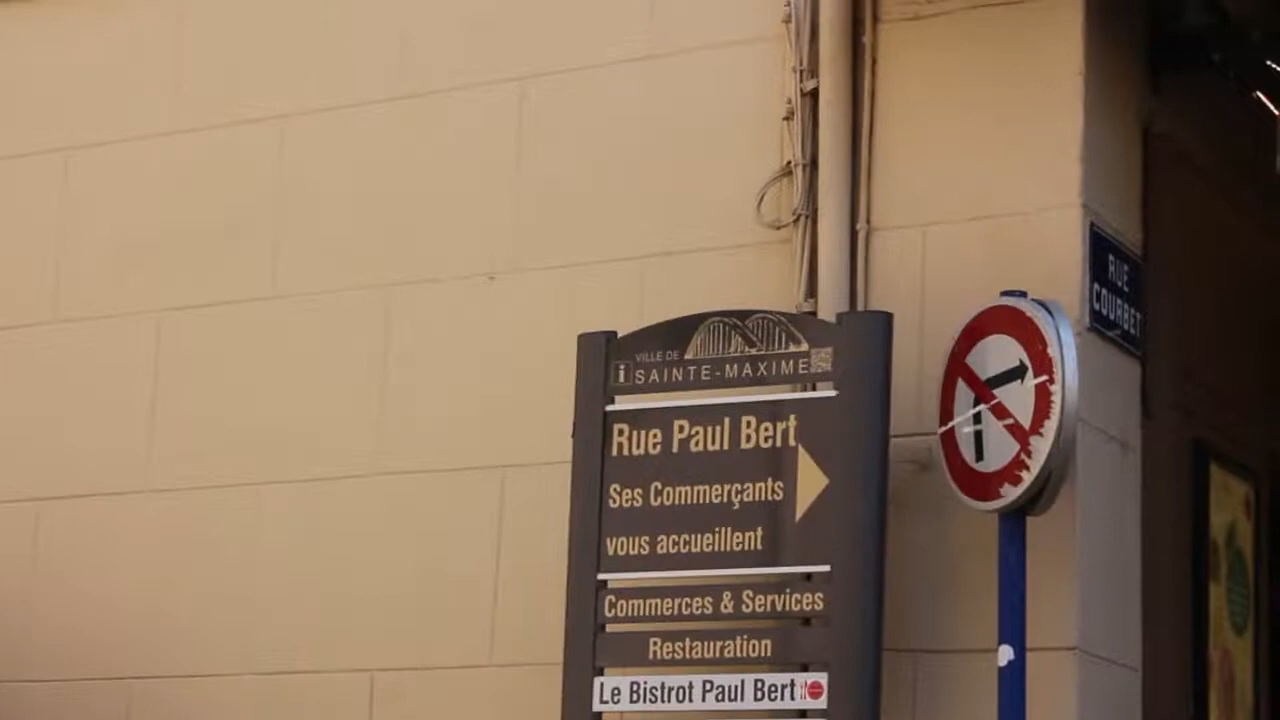 VILLE DE
i SAINTE-MAXIME
Rue Paul Bert
Ses Commerçants
vous accueillent
Commerces & Services
Restauration
Le Bistrot Paul Bert
RUE
COURBET